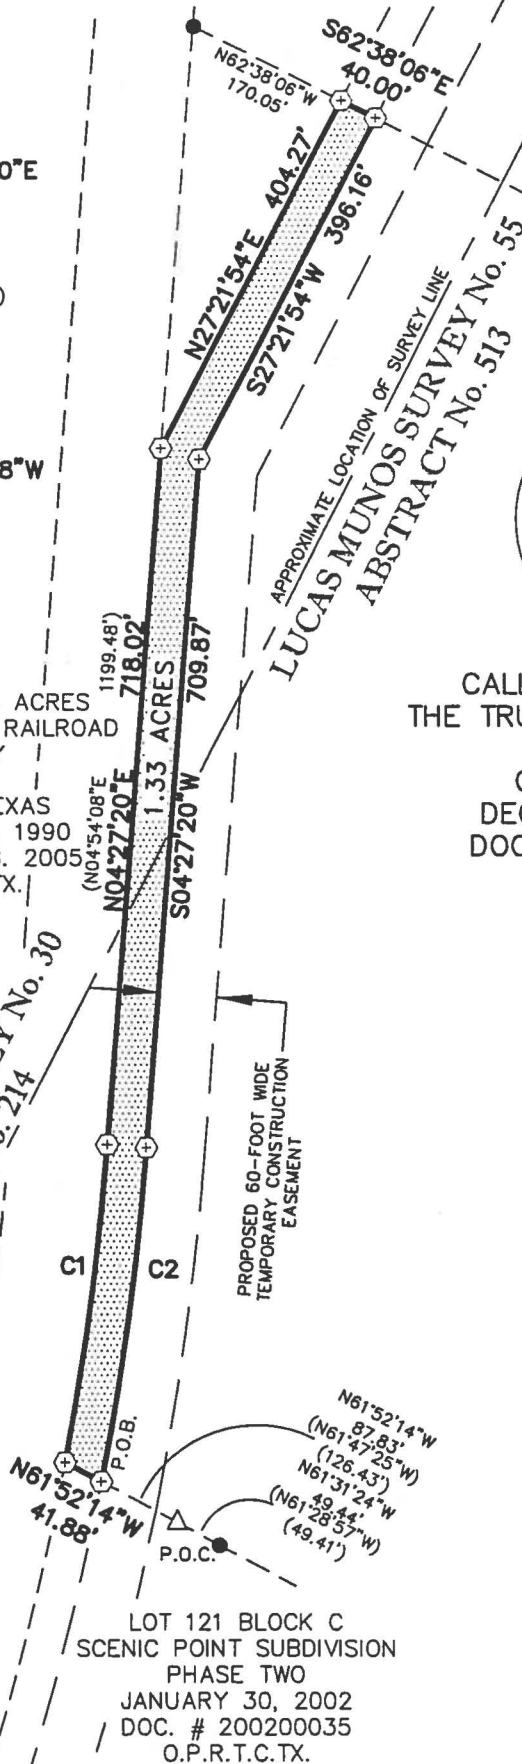 S62°38'06"E
40.00'
N62°38'06"W
170.05'
0"E
404.27'
N27°21'54"E
396.16'
S27°21'54"W
)
8"W
APPROXIMATE LOCATION OF SURVEY LINE
LUCAS MUNOS SURVEY No. 55
ABSTRACT No. 513
(1199.48')
718.02'
709.87'
1.33 ACRES
(N04°54'08"E
N04°27'20"E
S04°27'20"W
ACRES
RAILROAD
EXAS
1990
. 2005
TX.
CALL
THE TRU
DEC
DOC
EY No. 30
. 214
PROPOSED 60-FOOT WIDE
TEMPORARY CONSTRUCTION
EASEMENT
C1
C2
P.O.B.
N61°52'14"W
41.88'
N61°52'14"W
87.83'
(N61°47'25"W)
(126.43')
N61°31'24"W
49.44'
(N61°28'57"W)
(49.41')
P.O.C.
LOT 121 BLOCK C
SCENIC POINT SUBDIVISION
PHASE TWO
JANUARY 30, 2002
DOC. # 200200035
O.P.R.T.C.TX.